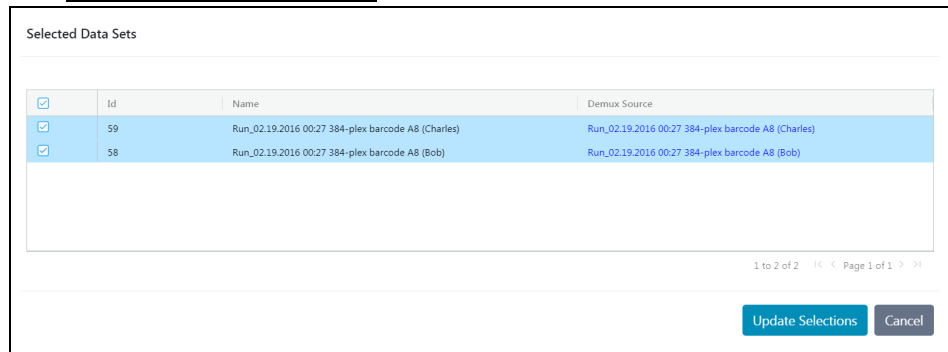 Selected Data Sets
Id Name Demux Source
59 Run_02.19.2016 00:27 384-plex barcode A8 (Charles) Run_02.19.2016 00:27 384-plex barcode A8 (Charles)
58 Run_02.19.2016 00:27 384-plex barcode A8 (Bob) Run_02.19.2016 00:27 384-plex barcode A8 (Bob)
1 to 2 of 2 Page 1 of 1
Update Selections Cancel